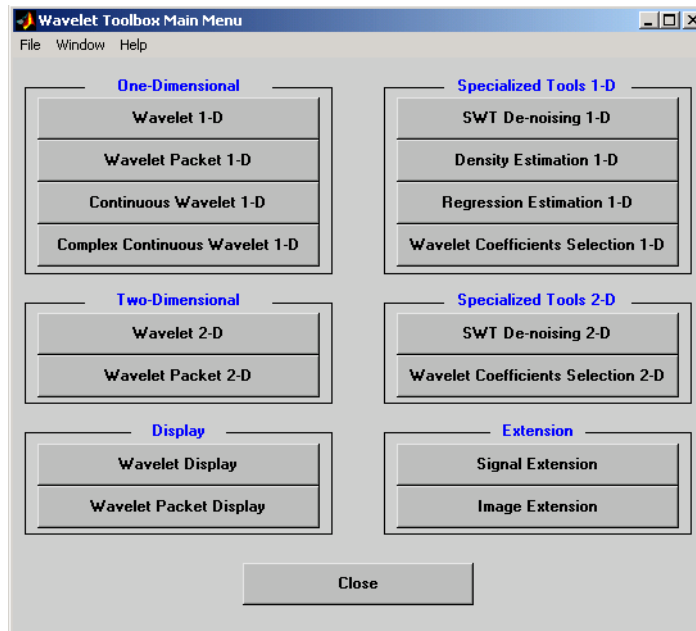 Wavelet Toolbox Main Menu
File Window Help
One-Dimensional
Wavelet 1-D
Wavelet Packet 1-D
Continuous Wavelet 1-D
Complex Continuous Wavelet 1-D
Specialized Tools 1-D
SWT De-noising 1-D
Density Estimation 1-D
Regression Estimation 1-D
Wavelet Coefficients Selection 1-D
Two-Dimensional
Wavelet 2-D
Wavelet Packet 2-D
Specialized Tools 2-D
SWT De-noising 2-D
Wavelet Coefficients Selection 2-D
Display
Wavelet Display
Wavelet Packet Display
Extension
Signal Extension
Image Extension
Close